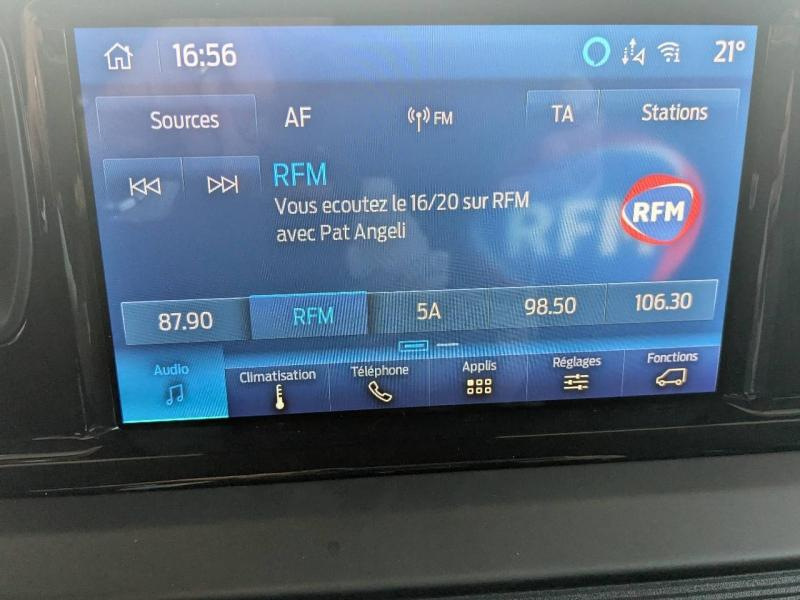 16:56 21°
Sources AF FM TA Stations
RFM
Vous ecoutez le 16/20 sur RFM
avec Pat Angeli
RFM
RFM
87.90 RFM 5A 98.50 106.30
Audio Climatisation Téléphone Applis Réglages Fonctions